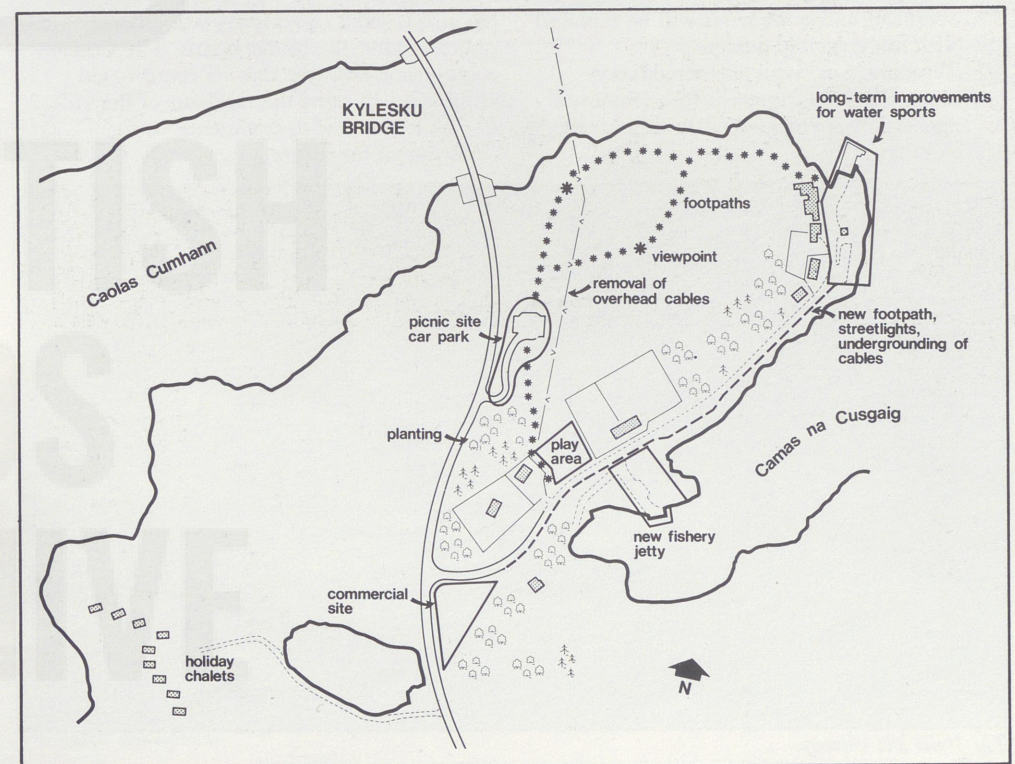 KYLESKU
BRIDGE
long-term improvements
for water sports
footpaths
viewpoint
Caolas Cumhann
removal of
overhead cables
picnic site
car park
new footpath,
streetlights,
undergrounding of
cables
planting
play
area
Camas na Cusgaig
new fishery
jetty
commercial
site
holiday
chalets
N